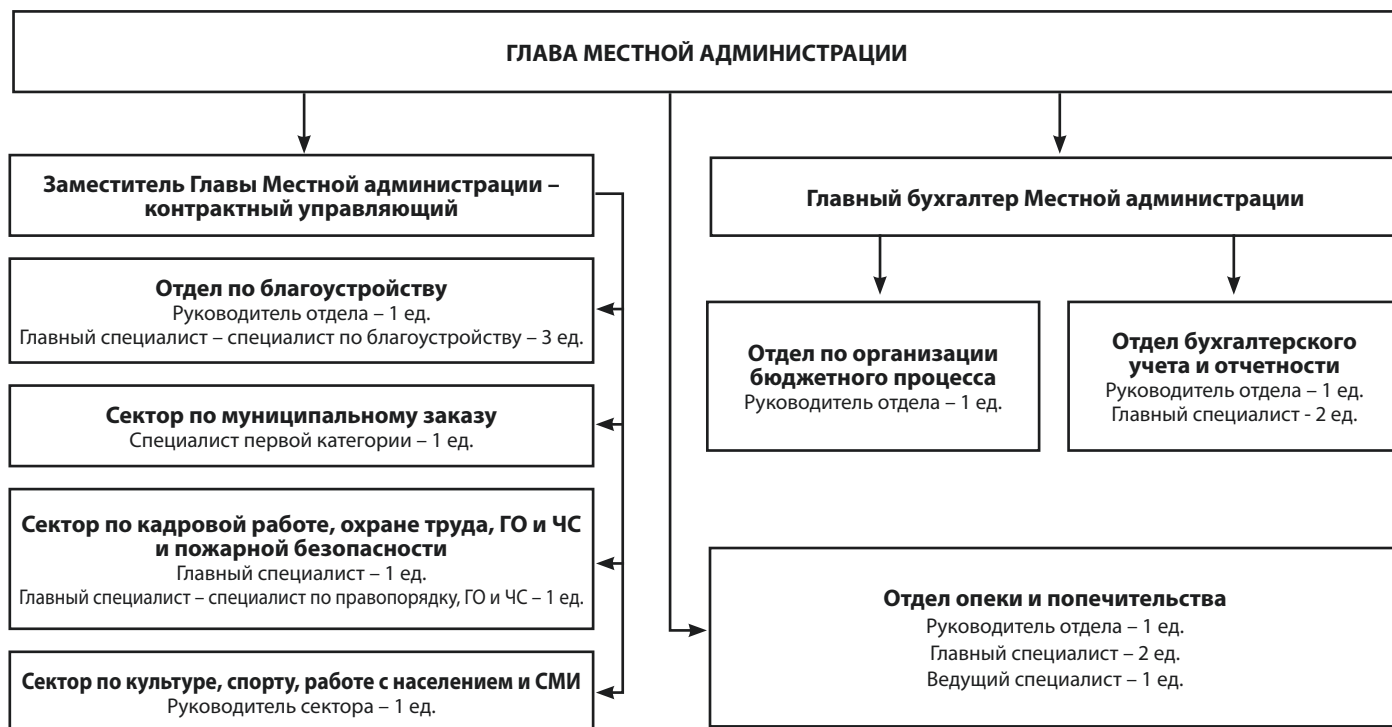 ГЛАВА МЕСТНОЙ АДМИНИСТРАЦИИ
Заместитель Главы Местной администрации –
контрактный управляющий
Отдел по благоустройству
Руководитель отдела – 1 ед.
Главный специалист – специалист по благоустройству – 3 ед.
Сектор по муниципальному заказу
Специалист первой категории – 1 ед.
Сектор по кадровой работе, охране труда, ГО и ЧС
и пожарной безопасности
Главный специалист – 1 ед.
Главный специалист – специалист по правопорядку, ГО и ЧС – 1 ед.
Сектор по культуре, спорту, работе с населением и СМИ
Руководитель сектора – 1 ед.
Главный бухгалтер Местной администрации
Отдел по организации
бюджетного процесса
Руководитель отдела – 1 ед.
Отдел бухгалтерского
учета и отчетности
Руководитель отдела – 1 ед.
Главный специалист - 2 ед.
Отдел опеки и попечительства
Руководитель отдела – 1 ед.
Главный специалист – 2 ед.
Ведущий специалист – 1 ед.